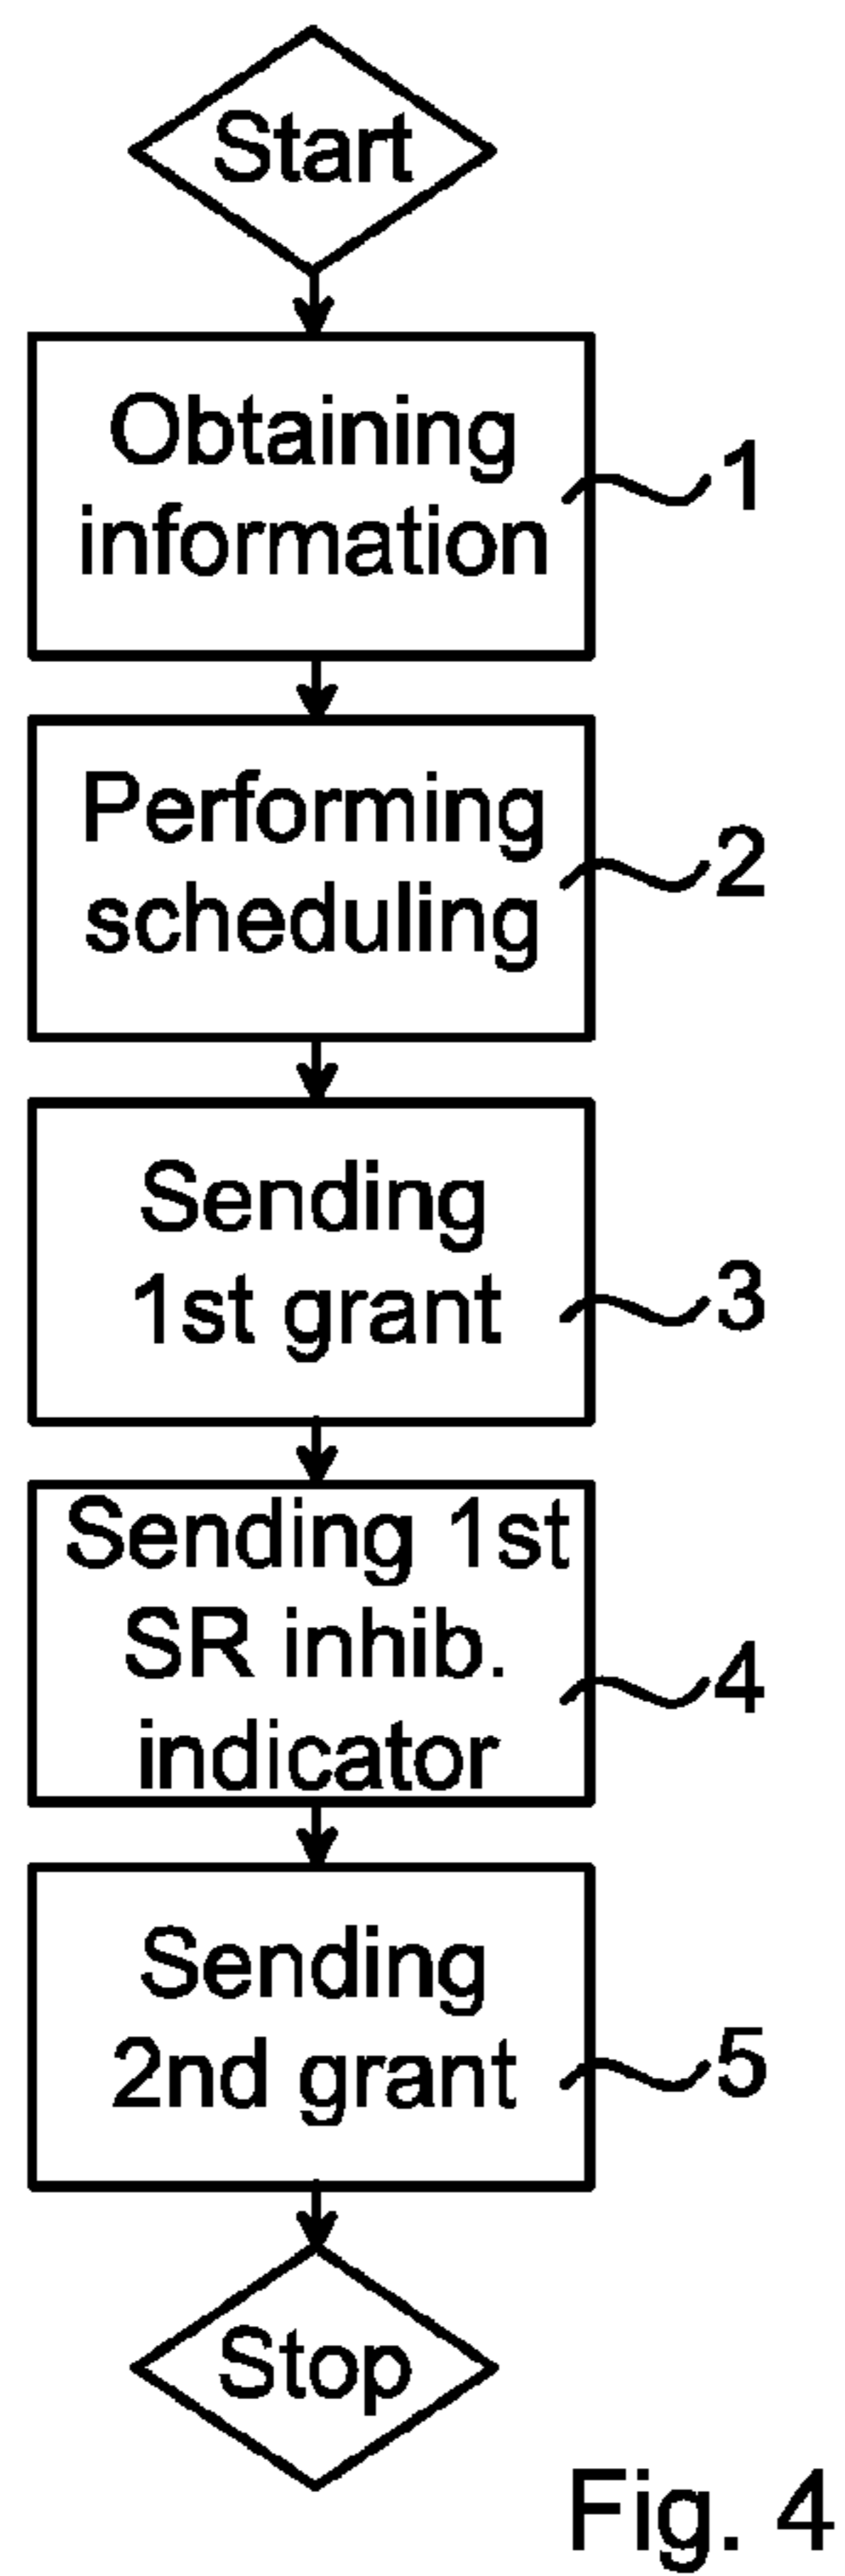 Start
Obtaining
information
1
Performing
scheduling
2
Sending
1st grant
3
Sending 1st
SR inhib.
indicator
4
Sending
2nd grant
5
Stop
Fig. 4